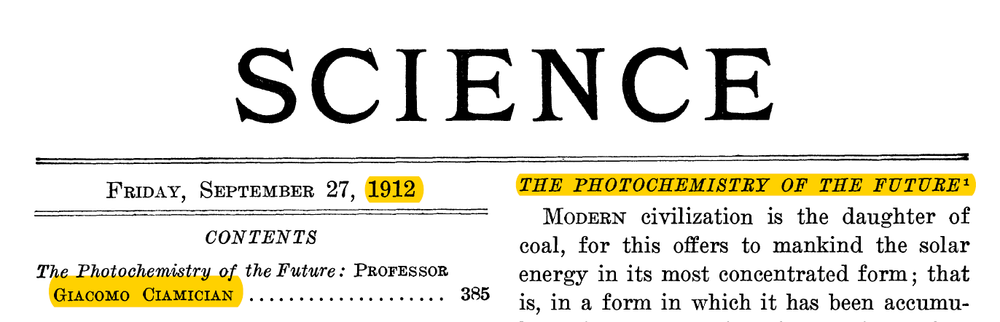 SCIENCE
FRIDAY, SEPTEMBER 27, 1912
CONTENTS
The Photochemistry of the Future: PROFESSOR
GIACOMO CIAMICIAN .................... 385
THE PHOTOCHEMISTRY OF THE FUTURE¹
MODERN civilization is the daughter of
coal, for this offers to mankind the solar
energy in its most concentrated form; that
is, in a form in which it has been accumu-